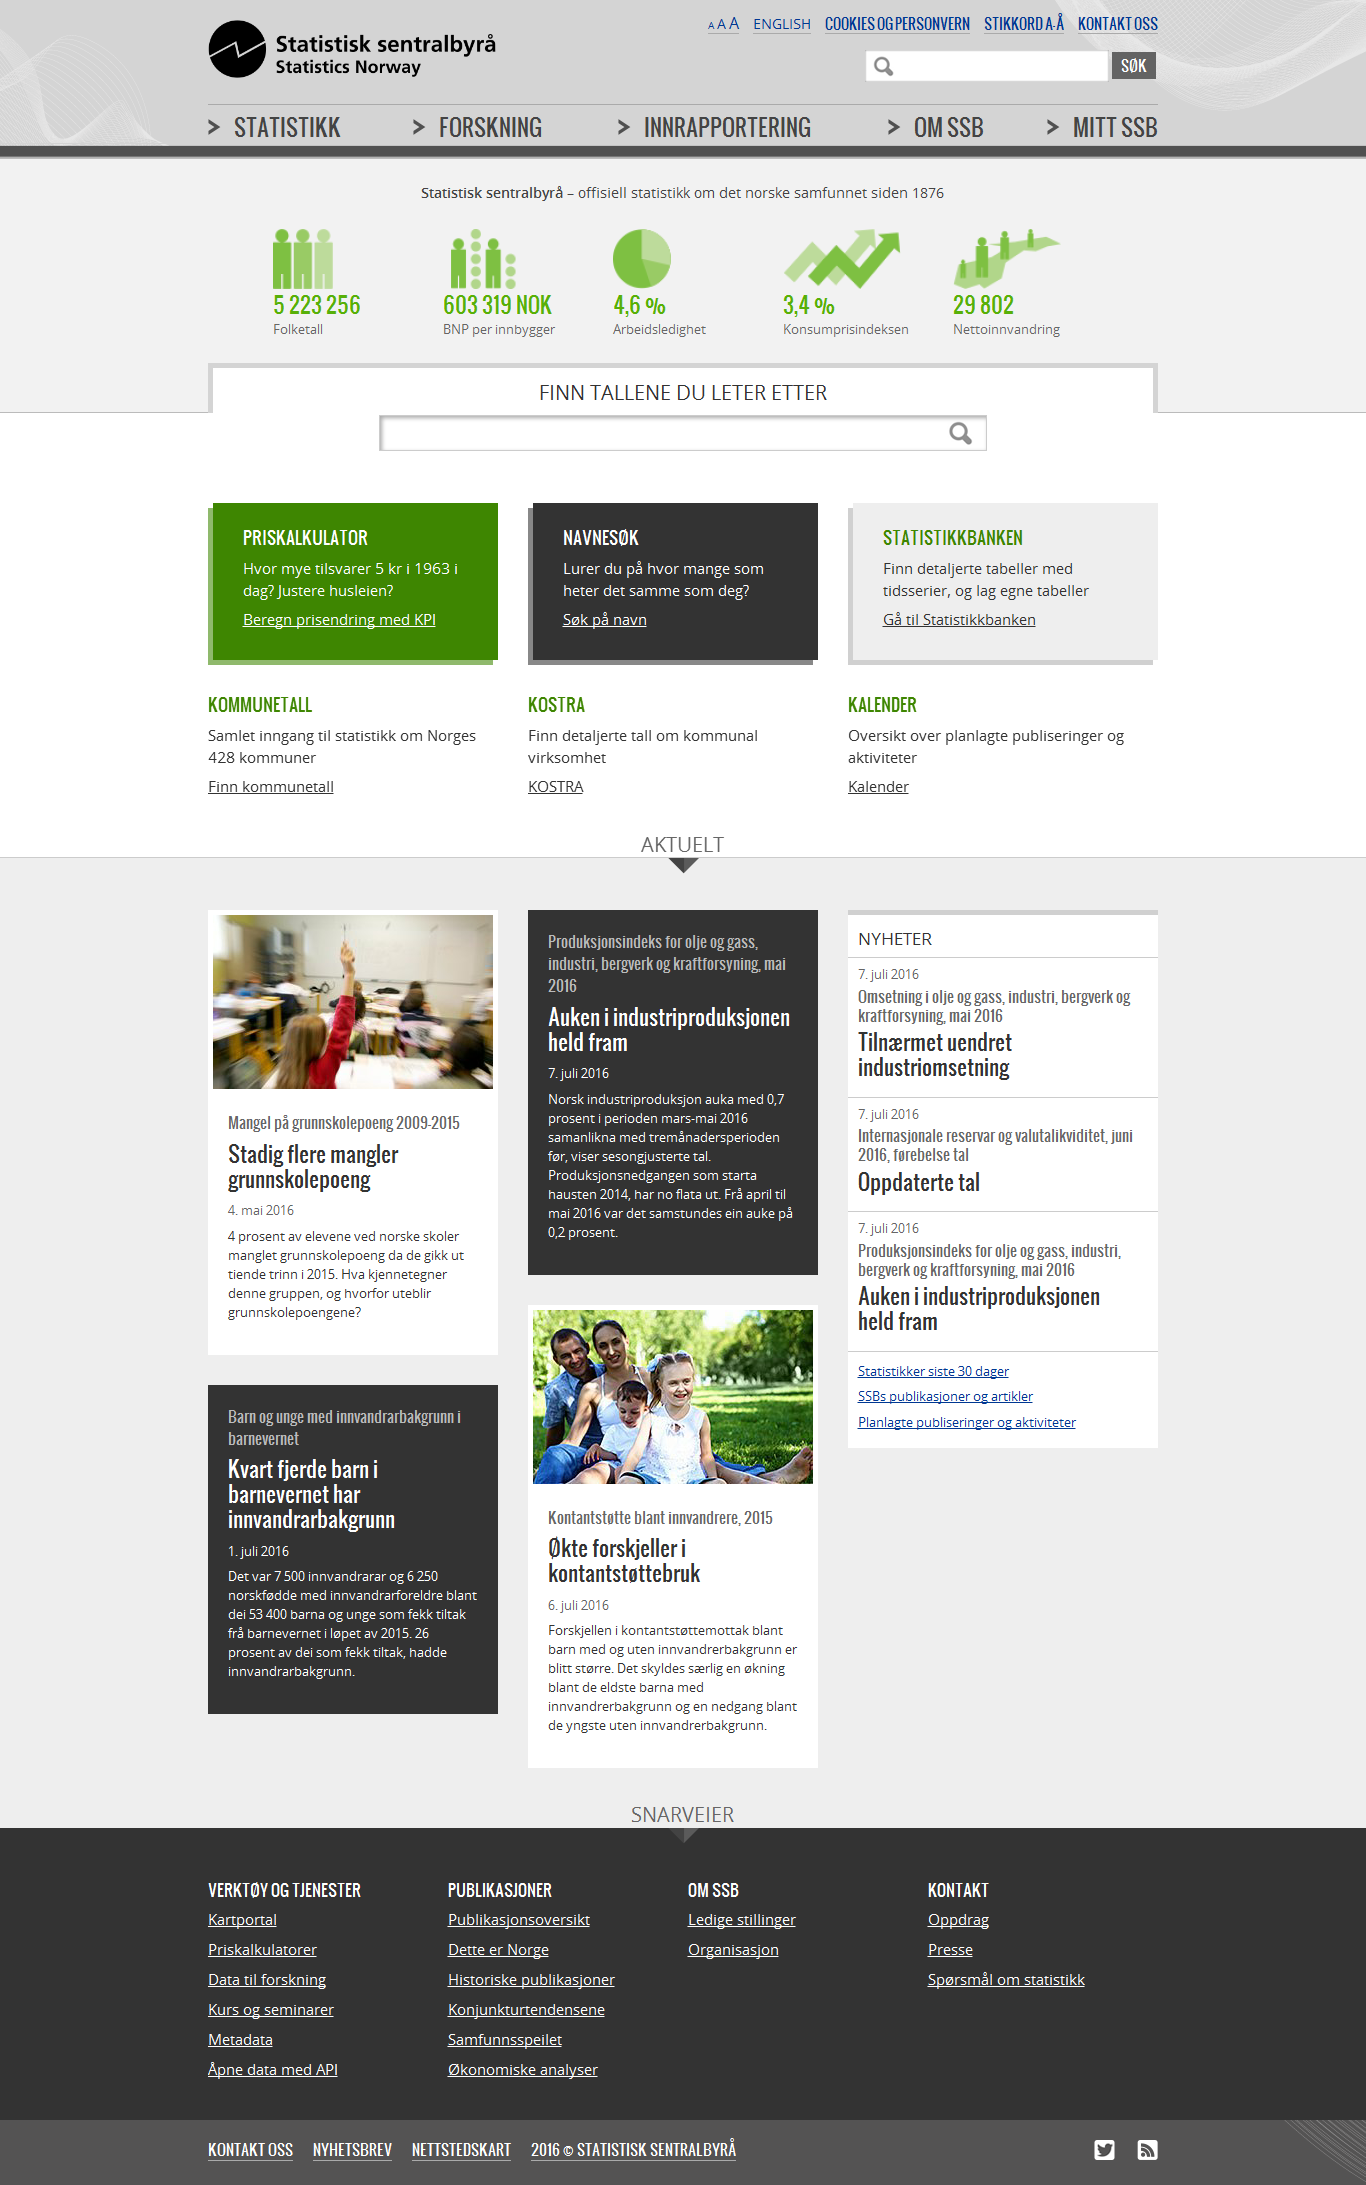 A A A ENGLISH COOKIES OG PERSONVERN STIKKORD A-Å KONTAKT OSS
Statistisk sentralbyrå
Statistics Norway
SØK
> STATISTIKK > FORSKNING > INNRAPPORTERING > OM SSB > MITT SSB
Statistisk sentralbyrå – offisiell statistikk om det norske samfunnet siden 1876
5 223 256 603 319 NOK 4,6 % 3,4 % 29 802
Folketall BNP per innbygger Arbeidsledighet Konsumprisindeksen Nettoinnvandring
FINN TALLENE DU LETER ETTER
PRISKALKULATOR
Hvor mye tilsvarer 5 kr i 1963 i
dag? Justere husleien?
Beregn prisendring med KPI
NAVNESØK
Lurer du på hvor mange som
heter det samme som deg?
Søk på navn
STATISTIKKBANKEN
Finn detaljerte tabeller med
tidsserier, og lag egne tabeller
Gå til Statistikkbanken
KOMMUNETALL
Samlet inngang til statistikk om Norges
428 kommuner
Finn kommunetall
KOSTRA
Finn detaljerte tall om kommunal
virksomhet
KOSTRA
KALENDER
Oversikt over planlagte publiseringer og
aktiviteter
Kalender
AKTUELT
Mangel på grunnskolepoeng 2009-2015
Stadig flere mangler
grunnskolepoeng
4. mai 2016
4 prosent av elevene ved norske skoler
manglet grunnskolepoeng da de gikk ut
tiende trinn i 2015. Hva kjennetegner
denne gruppen, og hvorfor uteblir
grunnskolepoengene?
Barn og unge med innvandrarbakgrunn i
barnevernet
Kvart fjerde barn i
barnevernet har
innvandrarbakgrunn
1. juli 2016
Det var 7 500 innvandrarar og 6 250
norskfødde med innvandrarforeldre blant
dei 53 400 barna og unge som fekk tiltak
frå barnevernet i løpet av 2015. 26
prosent av dei som fekk tiltak, hadde
innvandrarbakgrunn.
Produksjonsindeks for olje og gass,
industri, bergverk og kraftforsyning, mai
2016
Auken i industriproduksjonen
held fram
7. juli 2016
Norsk industriproduksjon auka med 0,7
prosent i perioden mars-mai 2016
samanlikna med tremånadersperioden
før, viser sesongjusterte tal.
Produksjonsnedgangen som starta
hausten 2014, har no flata ut. Frå april til
mai 2016 var det samstundes ein auke på
0,2 prosent.
Kontantstøtte blant innvandrere, 2015
Økte forskjeller i
kontantstøttebruk
6. juli 2016
Forskjellen i kontantstøttemottak blant
barn med og uten innvandrerbakgrunn er
blitt større. Det skyldes særlig en økning
blant de eldste barna med
innvandrerbakgrunn og en nedgang blant
de yngste uten innvandrerbakgrunn.
NYHETER
7. juli 2016
Omsetning i olje og gass, industri, bergverk og
kraftforsyning, mai 2016
Tilnærmet uendret
industriomsetning
7. juli 2016
Internasjonale reservar og valutalikviditet, juni
2016, førebelse tal
Oppdaterte tal
7. juli 2016
Produksjonsindeks for olje og gass, industri,
bergverk og kraftforsyning, mai 2016
Auken i industriproduksjonen
held fram
Statistikker siste 30 dager
SSBs publikasjoner og artikler
Planlagte publiseringer og aktiviteter
SNARVEIER
VERKTØY OG TJENESTER
Kartportal
Priskalkulatorer
Data til forskning
Kurs og seminarer
Metadata
Åpne data med API
PUBLIKASJONER
Publikasjonsoversikt
Dette er Norge
Historiske publikasjoner
Konjunkturtendensene
Samfunnsspeilet
Økonomiske analyser
OM SSB
Ledige stillinger
Organisasjon
KONTAKT
Oppdrag
Presse
Spørsmål om statistikk
KONTAKT OSS NYHETSBREV NETTSTEDSKART 2016 © STATISTISK SENTRALBYRÅ